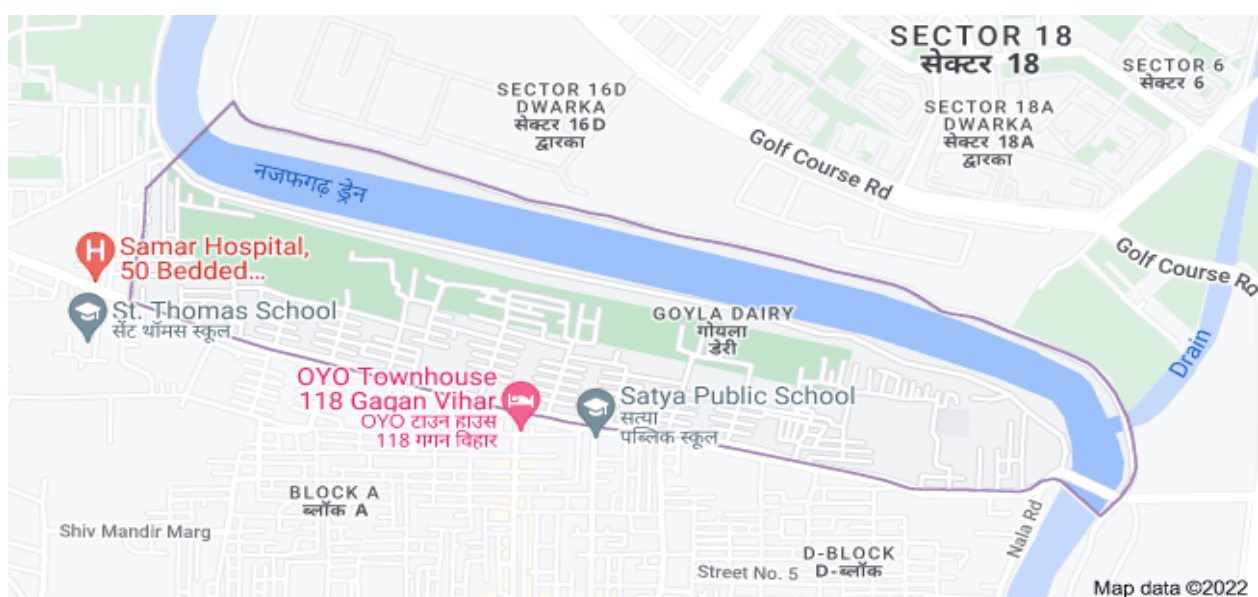 SECTOR 18
सेक्टर 18
SECTOR 6
सेक्टर 6
SECTOR 16D
DWARKA
सेक्टर 16D
द्वारका
SECTOR 18A
DWARKA
सेक्टर 18A
द्वारका
Golf Course Rd
नजफगढ़ ड्रेन
Samar Hospital,
50 Bedded...
Golf Course Rd
St. Thomas School
सेंट थॉमस स्कूल
GOYLA DAIRY
गोयला
डेरी
Drain
OYO Townhouse
118 Gagan Vihar
OYO टाउन हाउस
118 गगन विहार
Satya Public School
सत्या
पब्लिक स्कूल
BLOCK A
ब्लॉक A
Shiv Mandir Marg
Nala Rd
D-BLOCK
D-ब्लॉक
Street No. 5
Map data ©2022